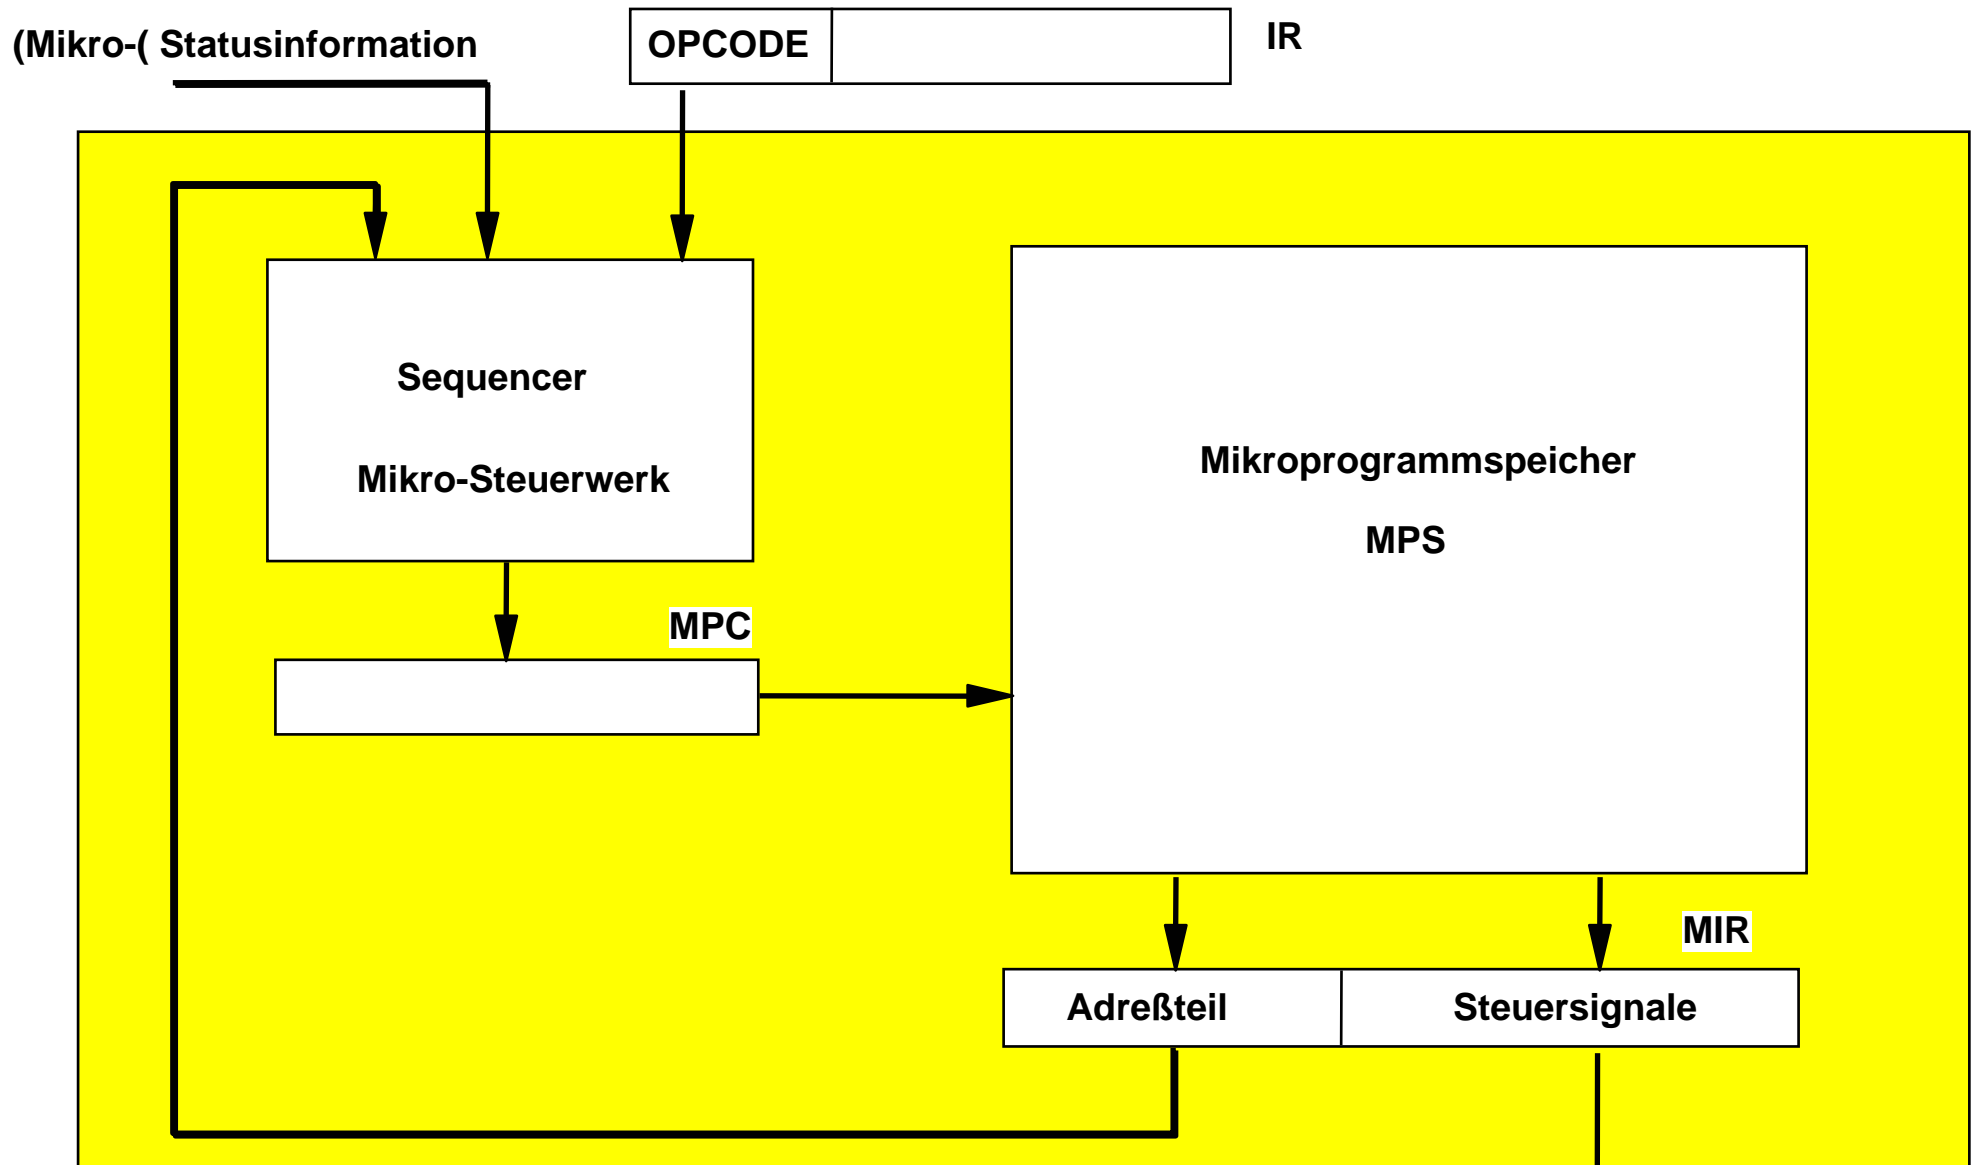 (Mikro-( Statusinformation
OPCODE
IR
Sequencer
Mikro-Steuerwerk
Mikroprogrammspeicher
MPS
MPC
MIR
Adreßteil
Steuersignale